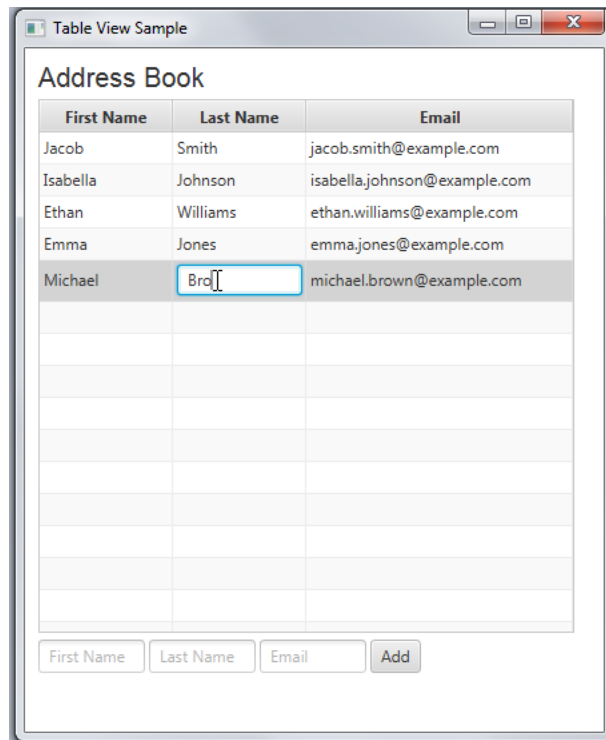 Table View Sample
Address Book
First Name Last Name Email
Jacob Smith jacob.smith@example.com
Isabella Johnson isabella.johnson@example.com
Ethan Williams ethan.williams@example.com
Emma Jones emma.jones@example.com
Michael Bro michael.brown@example.com
First Name Last Name Email Add